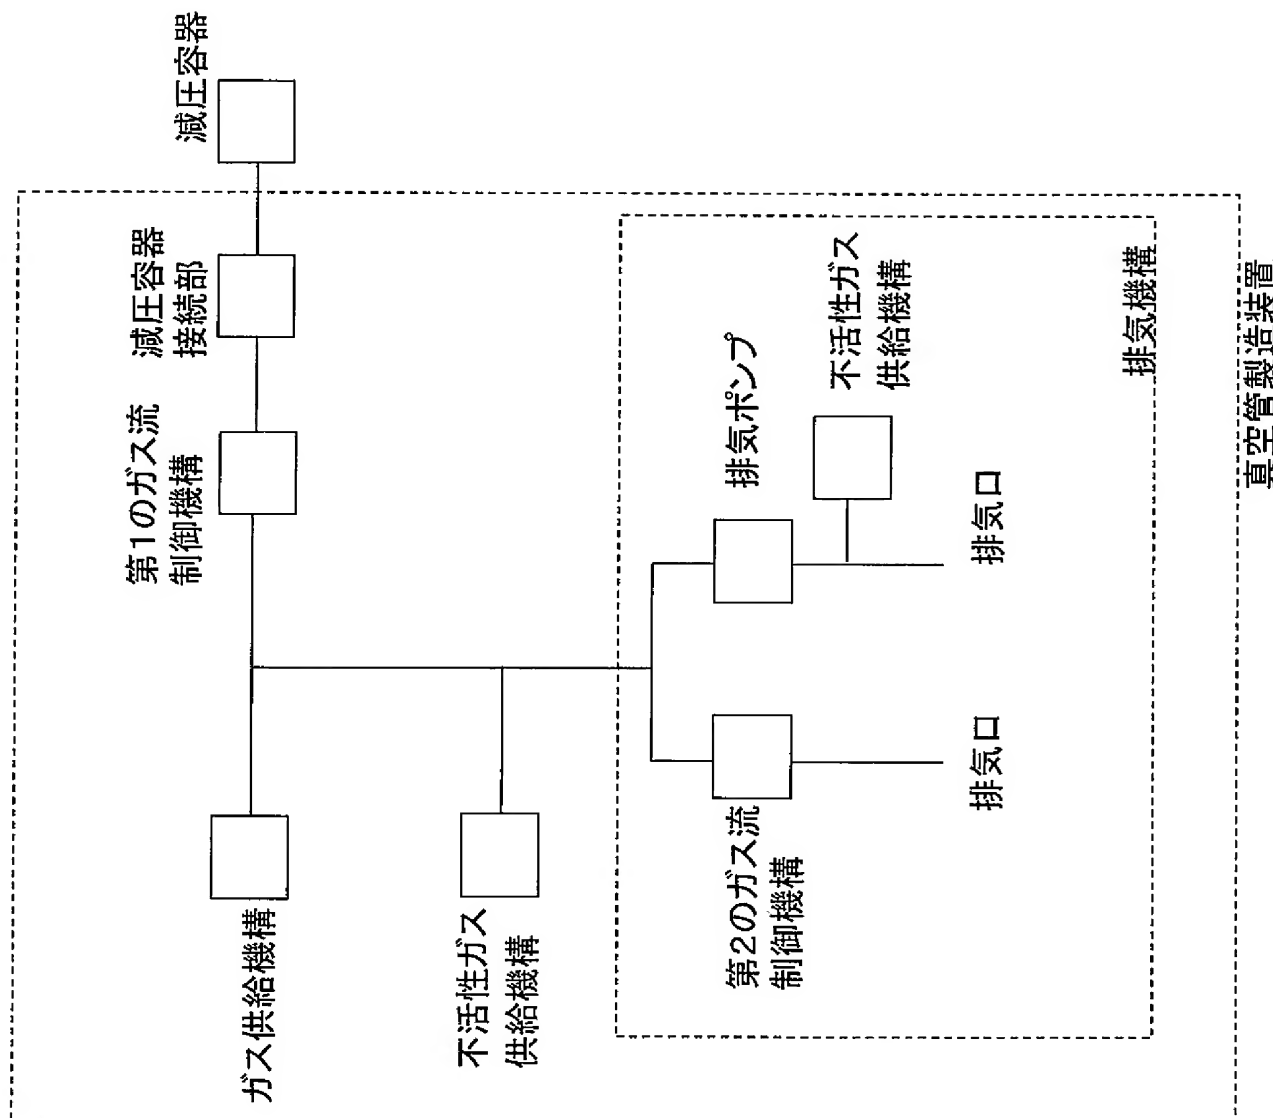 減圧容器
減圧容器
接続部
第1のガス流
制御機構
ガス供給機構
不活性ガス
供給機構
排気ポンプ
不活性ガス
供給機構
第2のガス流
制御機構
排気口
排気口
排気機構
真空管製造装置